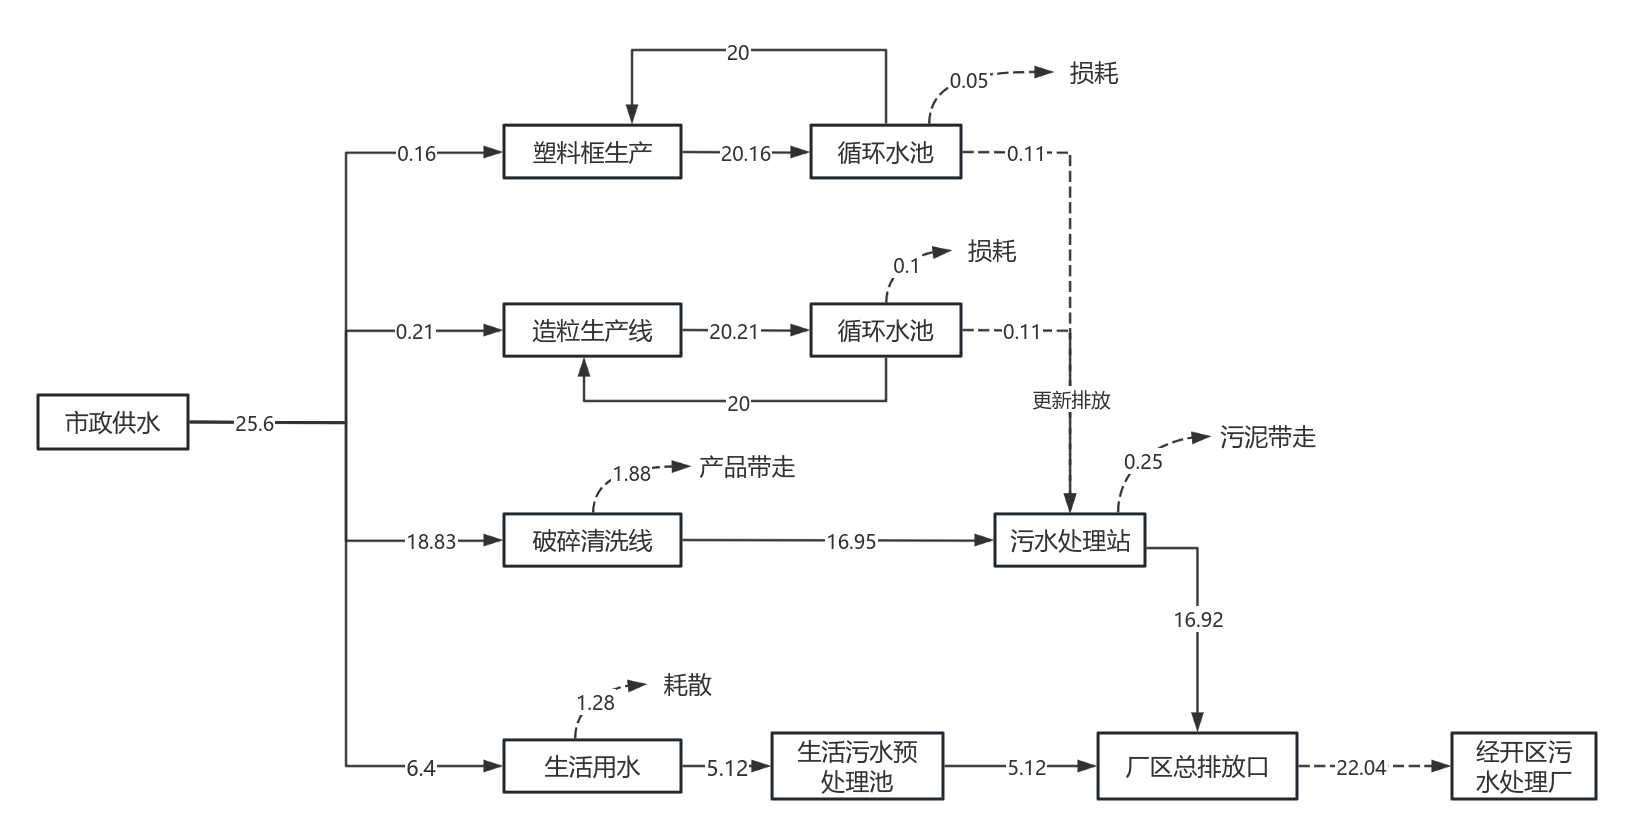 20
0.05
损耗
0.16
塑料框生产
20.16
循环水池
0.11
0.1
损耗
0.21
造粒生产线
20.21
循环水池
0.11
20
更新排放
市政供水
25.6
1.88
产品带走
0.25
污泥带走
18.83
破碎清洗线
16.95
污水处理站
16.92
1.28
耗散
6.4
生活用水
5.12
生活污水预
处理池
5.12
厂区总排放口
22.04
经开区污
水处理厂